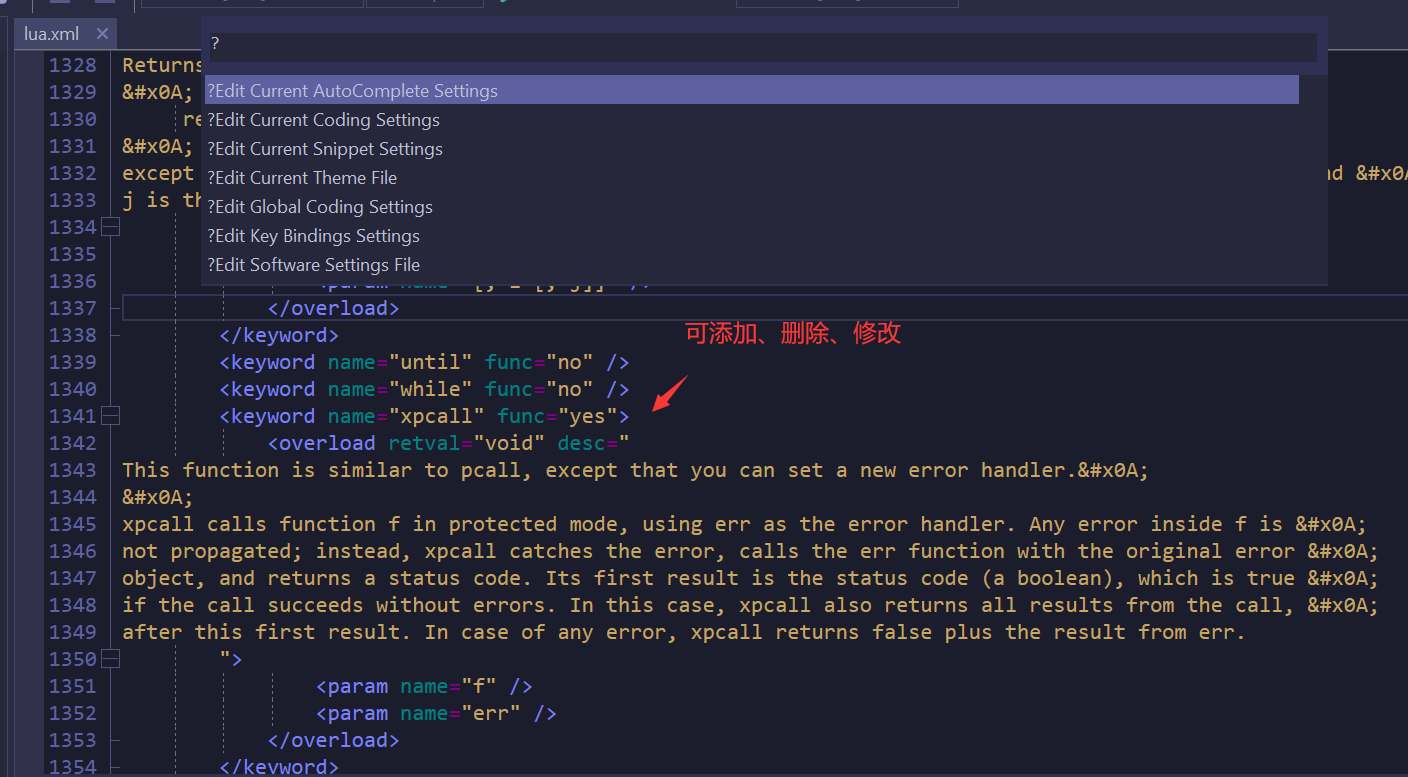 lua.xml ×
?
?Edit Current AutoComplete Settings
?Edit Current Coding Settings
?Edit Current Snippet Settings
?Edit Current Theme File
?Edit Global Coding Settings
?Edit Key Bindings Settings
?Edit Software Settings File
1328 Returns
1329 &#x0A;
1330 re
1331 &#x0A;
1332 except nd &#x0A
1333 j is th
1334
1335
1336
1337 </overload>
1338 </keyword>
可添加、删除、修改
1339 <keyword name="until" func="no" />
1340 <keyword name="while" func="no" />
1341 <keyword name="xpcall" func="yes">
1342 <overload retval="void" desc="
1343 This function is similar to pcall, except that you can set a new error handler.&#x0A;
1344 &#x0A;
1345 xpcall calls function f in protected mode, using err as the error handler. Any error inside f is &#x0A;
1346 not propagated; instead, xpcall catches the error, calls the err function with the original error &#x0A;
1347 object, and returns a status code. Its first result is the status code (a boolean), which is true &#x0A;
1348 if the call succeeds without errors. In this case, xpcall also returns all results from the call, &#x0A;
1349 after this first result. In case of any error, xpcall returns false plus the result from err.
1350 ">
1351 <param name="f" />
1352 <param name="err" />
1353 </overload>
1354 </keyword>